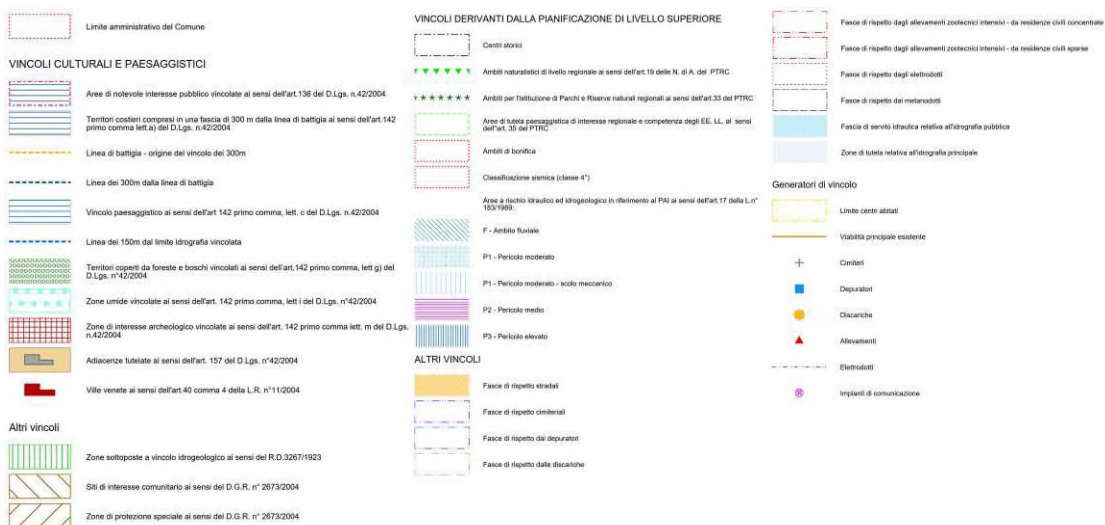 Limite amministrativo del Comune
VINCOLI CULTURALI E PAESAGGISTICI
Aree di notevole interesse pubblico vincolate ai sensi dell'art.136 del D.Lgs. n.42/2004
Territori costieri compresi in una fascia di 300 m dalla linea di battigia ai sensi dell'art.142
primo comma lett.a) del D.Lgs. n.42/2004
Linea di battigia - origine del vincolo dei 300m
Linea dei 300m dalla linea di battigia
Vincolo paesaggistico ai sensi dell'art 142 primo comma, lett. c del D.Lgs. n.42/2004
Linea dei 150m dal limite idrografia vincolata
Territori coperti da foreste e boschi vincolati ai sensi dell'art.142 primo comma, lett g) del
D.Lgs. n°42/2004
Zone umide vincolate ai sensi dell'art. 142 primo comma, lett i del D.Lgs. n°42/2004
Zone di interesse archeologico vincolate ai sensi dell'art. 142 primo comma lett. m del D.Lgs.
n.42/2004
Adiacenze tutelate ai sensi dell'art. 157 del D.Lgs. n°42/2004
Ville venete ai sensi dell'art.40 comma 4 della L.R. n°11/2004
Altri vincoli
Zone sottoposte a vincolo idrogeologico ai sensi del R.D.3267/1923
Siti di interesse comunitario ai sensi del D.G.R. n° 2673/2004
Zone di protezione speciale ai sensi del D.G.R. n° 2673/2004
VINCOLI DERIVANTI DALLA PIANIFICAZIONE DI LIVELLO SUPERIORE
Centri storici
Ambiti naturalistici di livello regionale ai sensi dell'art.19 delle N. di A. del PTRC
Ambiti per l'istituzione di Parchi e Riserve naturali regionali ai sensi dell'art.33 del PTRC
Aree di tutela paesaggistica di interesse regionale e competenza degli EE. LL. ai sensi
dell"art. 35 del PTRC
Ambiti di bonifica
Classificazione sismica (classe 4°)
Aree a rischio idraulico ed idrogeologico in riferimento al PAI ai sensi dell'art.17 della L.n°
183/1989:
F - Ambito fluviale
P1 - Pericolo moderato
P1 - Pericolo moderato - scolo meccanico
P2 - Pericolo medio
P3 - Pericolo elevato
ALTRI VINCOLI
Fasce di rispetto stradali
Fasce di rispetto cimiteriali
Fasce di rispetto dai depuratori
Fasce di rispetto dalle discariche
Fasce di rispetto dagli allevamenti zootecnici intensivi - da residenze civili concentrate
Fasce di rispetto dagli allevamenti zootecnici intensivi - da residenze civili sparse
Fasce di rispetto dagli elettrodotti
Fasce di rispetto dai metanodotti
Fascia di servitù idraulica relativa all'idrografia pubblica
Zone di tutela relative all'idrografia principale
Generatori di vincolo
Limite centri abitati
Viabilità principale esistente
Cimiteri
Depuratori
Discariche
Allevamenti
Elettrodotti
Impianti di comunicazione